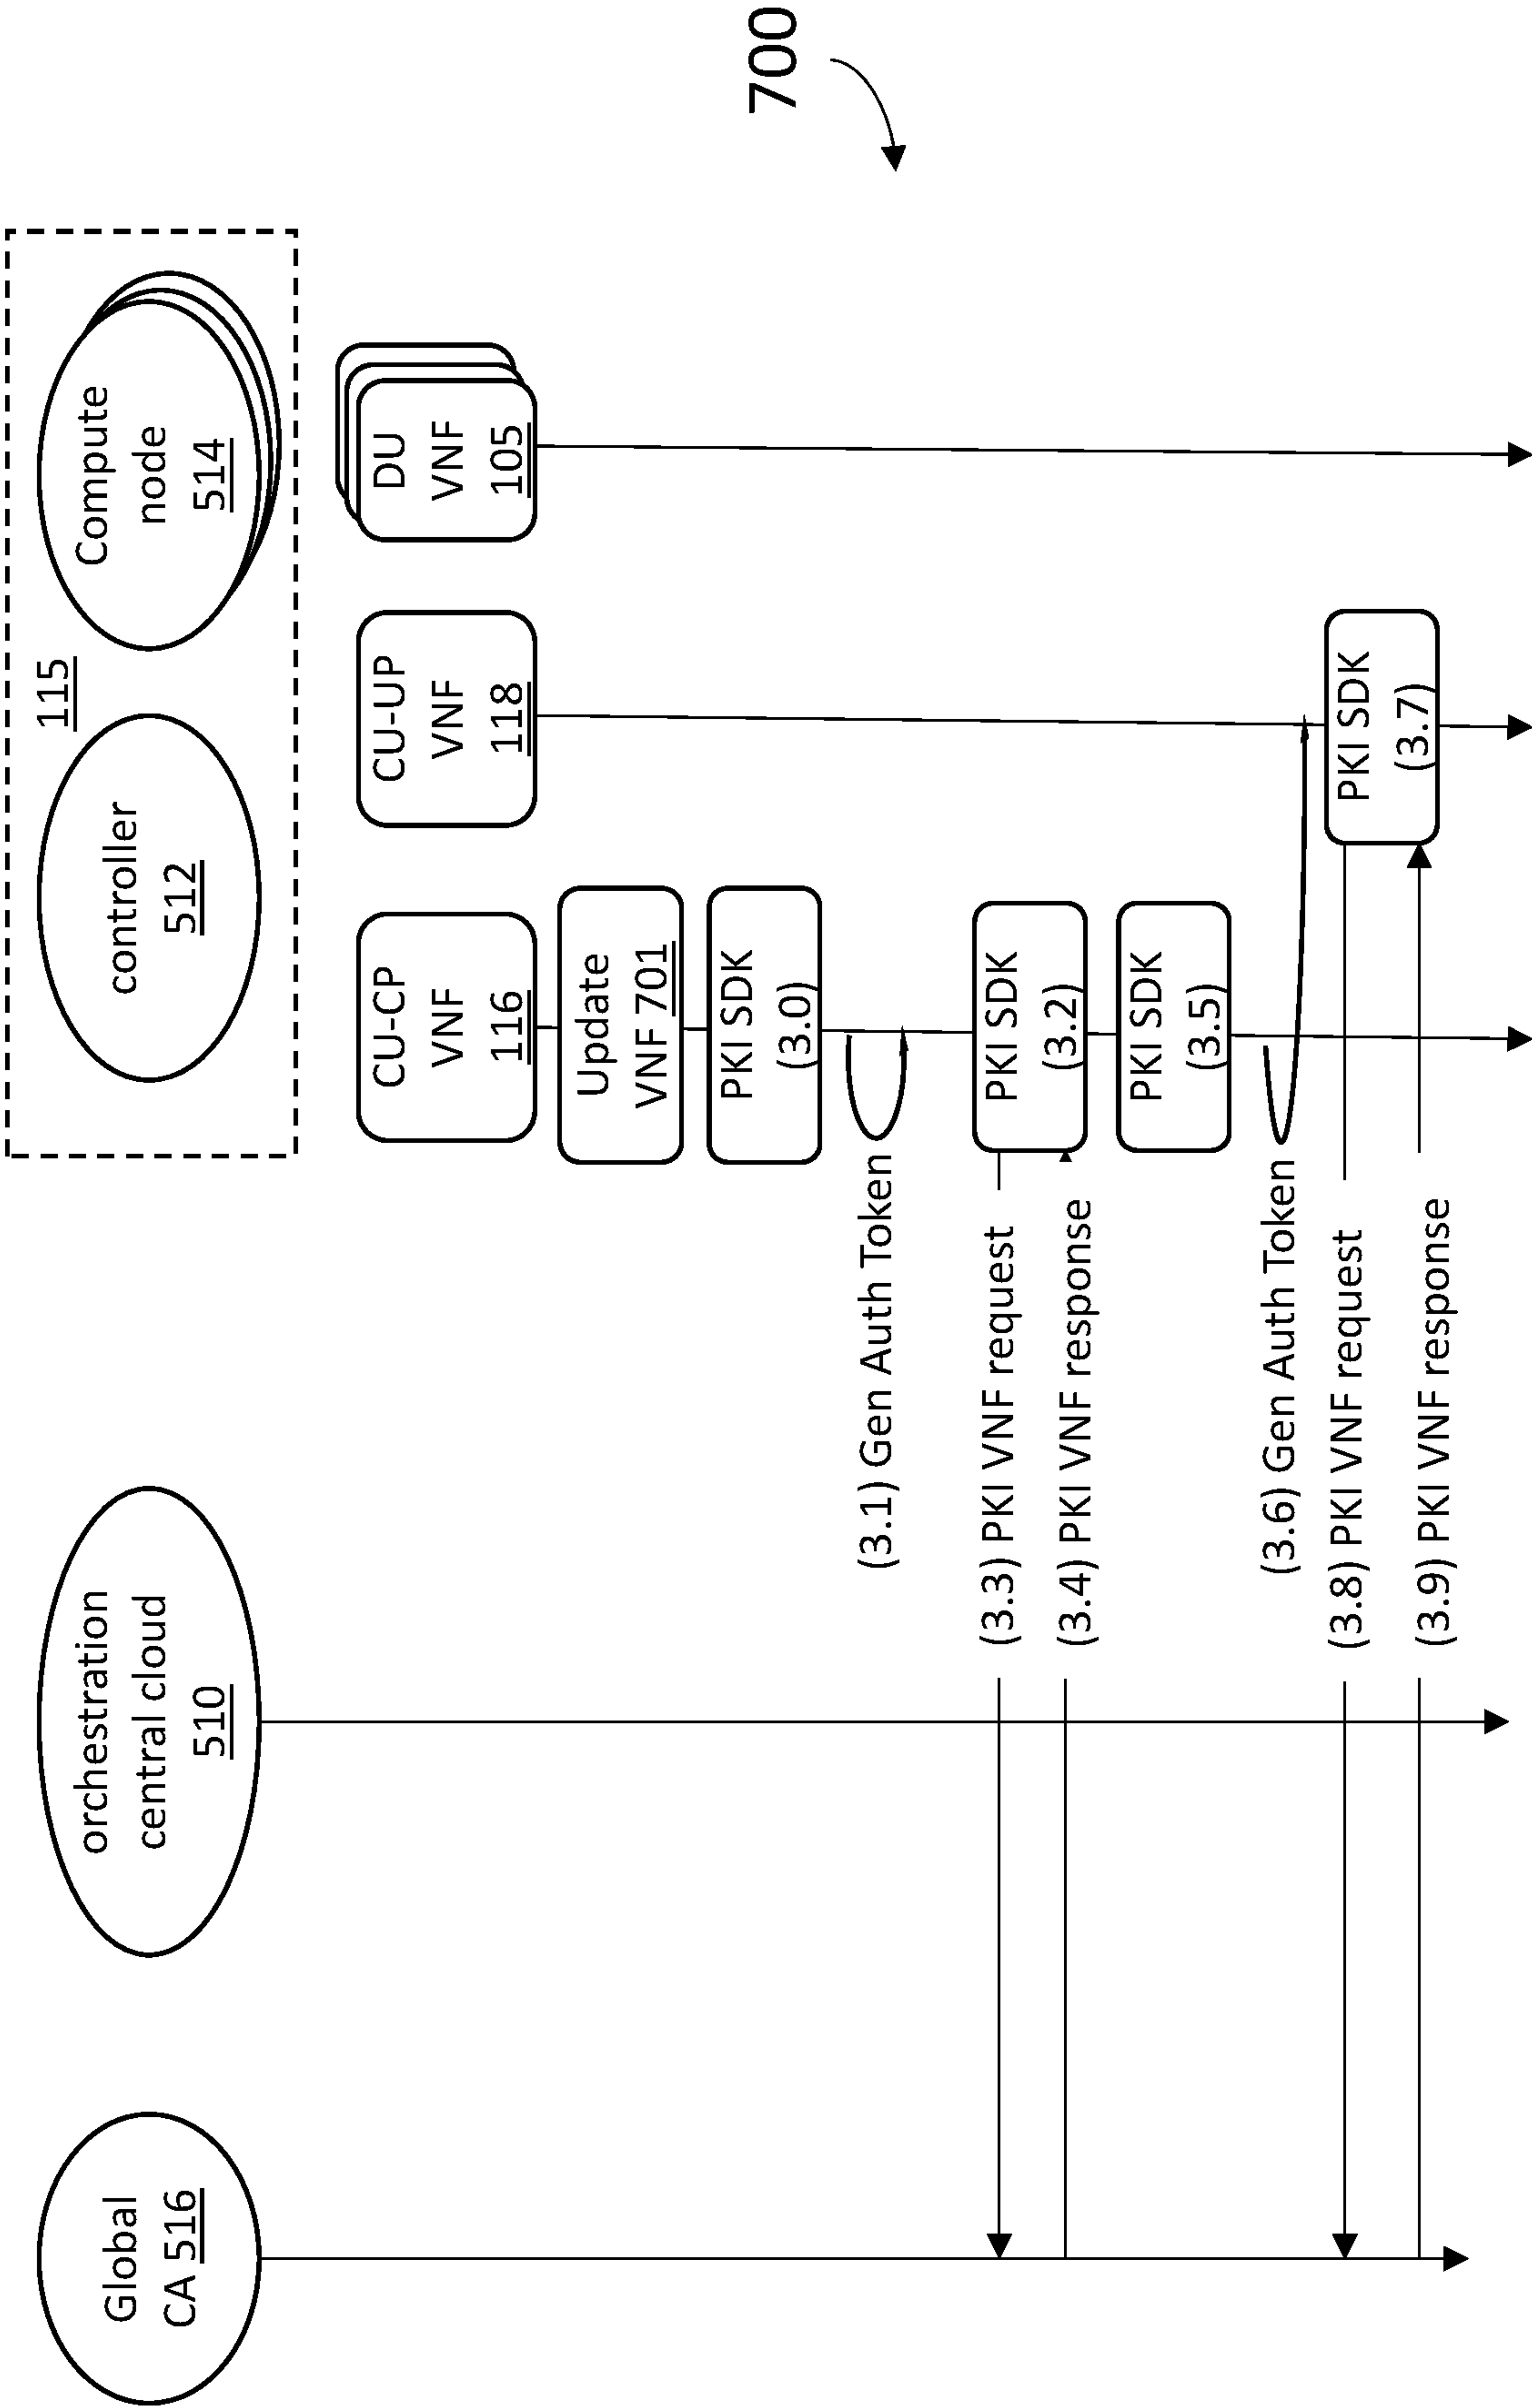 Global
CA 516
orchestration
central cloud
510
115
controller
512
Compute
node
514
CU-CP
VNF
116
CU-UP
VNF
118
DU
VNF
105
Update
VNF 701
PKI SDK
(3.0)
(3.1) Gen Auth Token
PKI SDK
(3.2)
(3.3) PKI VNF request
(3.4) PKI VNF response
PKI SDK
(3.5)
(3.6) Gen Auth Token
PKI SDK
(3.7)
(3.8) PKI VNF request
(3.9) PKI VNF response
700